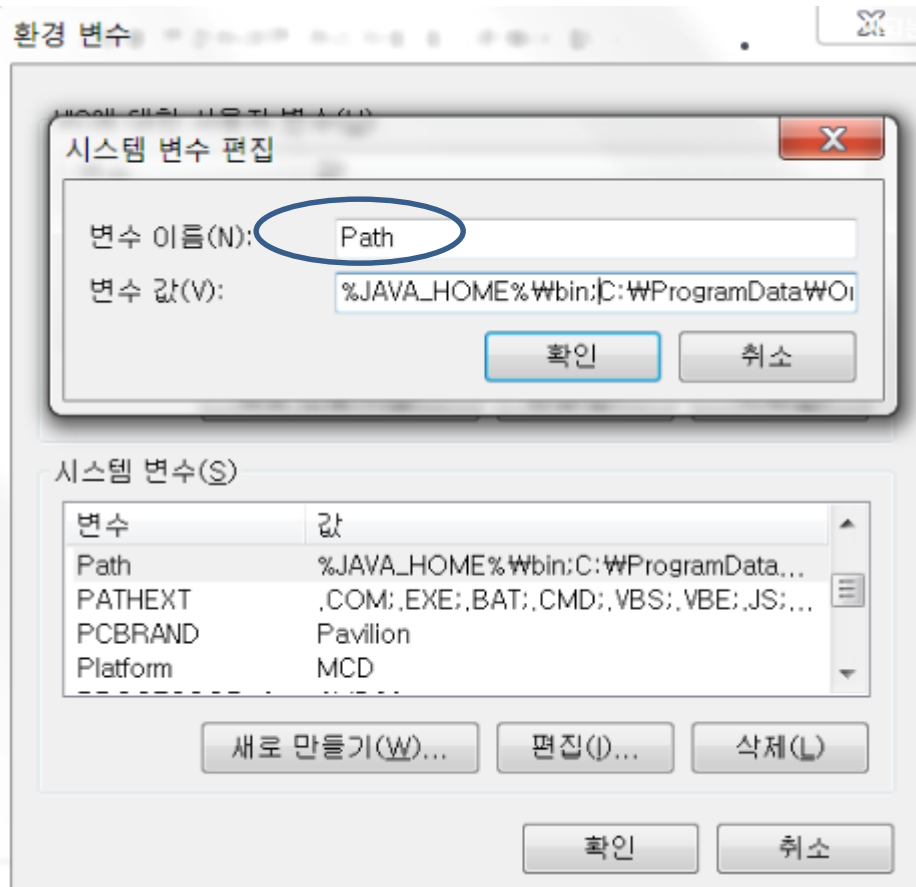 환경 변수
시스템 변수 편집
변수 이름(N):
Path
변수 값(V):
%JAVA_HOME%₩bin;C:₩ProgramData₩Or
확인
취소
시스템 변수(S)
변수
값
Path
%JAVA_HOME%₩bin;C:₩ProgramData...
PATHEXT
.COM;.EXE;.BAT;.CMD;.VBS;.VBE;.JS;...
PCBRAND
Pavilion
Platform
MCD
새로 만들기(W)...
편집(I)...
삭제(L)
확인
취소